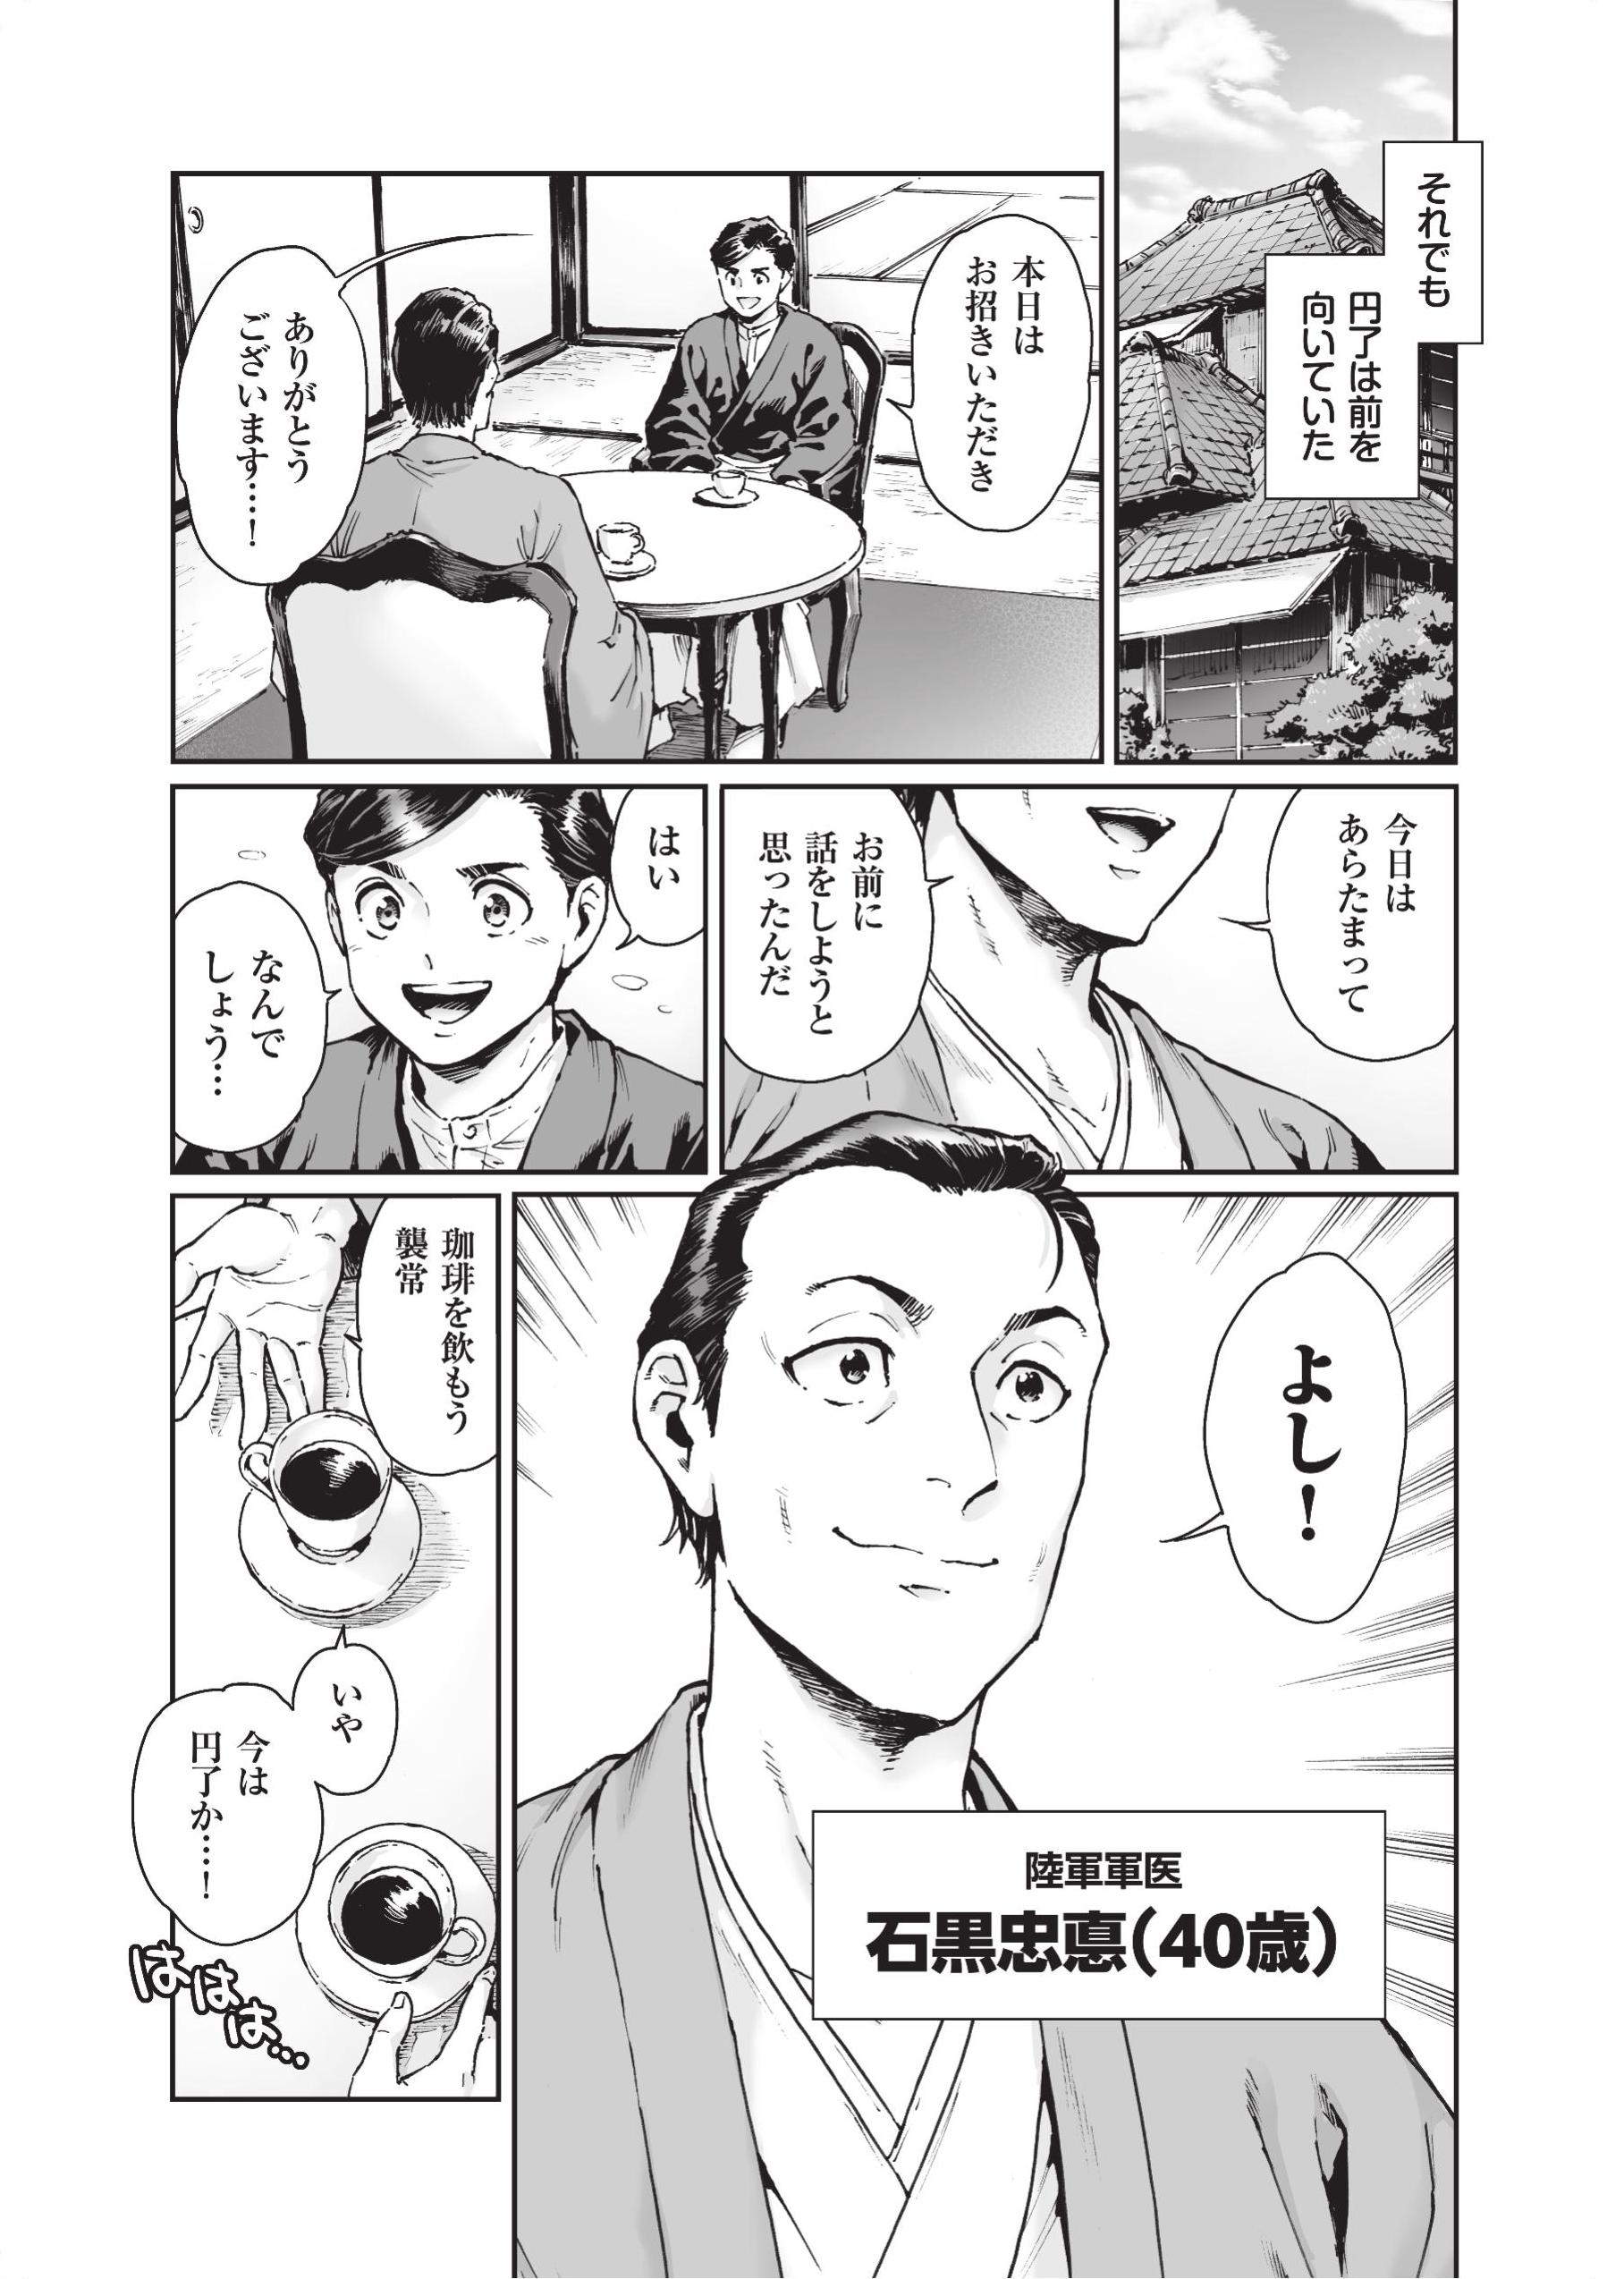 それでも
円了は前を
向いていた
本日は
お招きいただき
ありがとう
ございます…!
今日は
あらたまって
お前に
話をしようと
思ったんだ
はい
なんで
しょう…
よし!
陸軍軍医
石黒忠悳(40歳)
珈琲を飲もう
襲常
いや
今は
円了か…!
ははは…